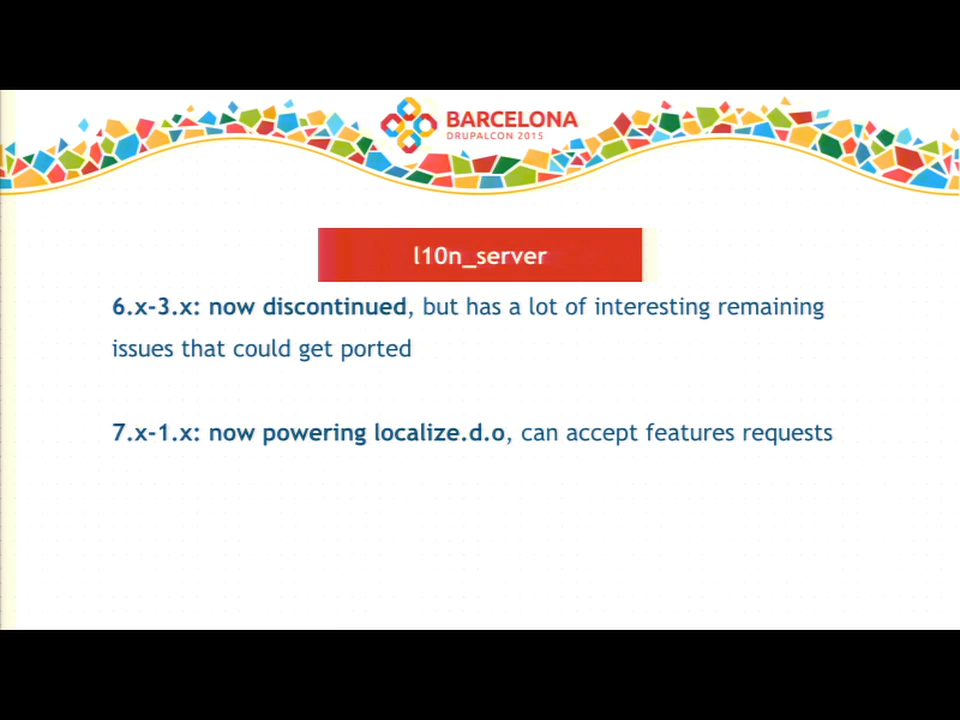 BARCELONA
DRUPALCON 2015
l10n_server
6.x-3.x: now discontinued, but has a lot of interesting remaining
issues that could get ported
7.x-1.x: now powering localize.d.o, can accept features requests